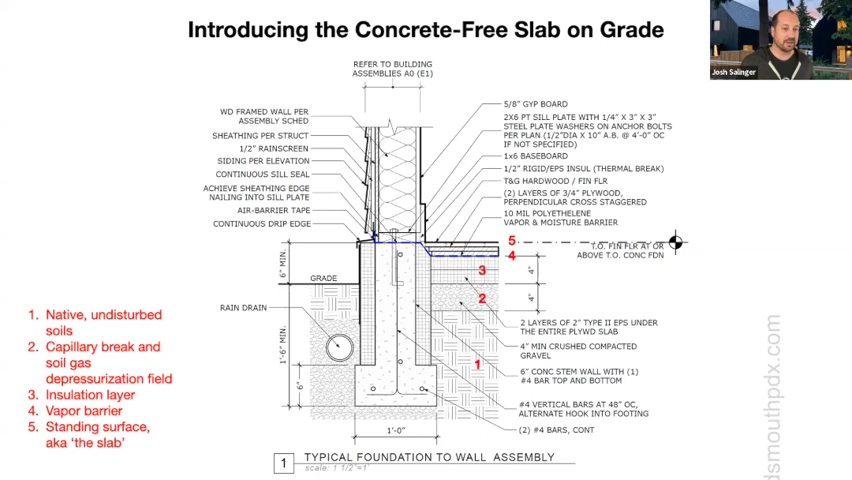 Introducing the Concrete-Free Slab on Grade
Josh Salinger
REFER TO BUILDING
ASSEMBLIES A0 (E1)
WD FRAMED WALL PER
ASSEMBLY SCHED
SHEATHING PER STRUCT
1/2" RAINSCREEN
SIDING PER ELEVATION
CONTINUOUS SILL SEAL
ACHIEVE SHEATHING EDGE
NAILING INTO SILL PLATE
AIR-BARRIER TAPE
CONTINUOUS DRIP EDGE
5/8" GYP BOARD
2X6 PT SILL PLATE WITH 1/4" X 3" X 3"
STEEL PLATE WASHERS ON ANCHOR BOLTS
PER PLAN (1/2"DIA X 10" A.B. @ 4'-0" OC
IF NOT SPECIFIED)
1x6 BASEBOARD
1/2" RIGID/EPS INSUL (THERMAL BREAK)
T&G HARDWOOD / FIN FLR
(2) LAYERS OF 3/4" PLYWOOD,
PERPENDICULAR CROSS STAGGERED
10 MIL POLYETHELENE
VAPOR & MOISTURE BARRIER
5
T.O. FIN FLR AT OR
ABOVE T.O. CONC FDN
4
3
4"
2
4"
1
6" MIN.
GRADE
RAIN DRAIN
1'-6" MIN.
6"
1'-0"
2 LAYERS OF 2" TYPE II EPS UNDER
THE ENTIRE PLYWD SLAB
4" MIN CRUSHED COMPACTED
GRAVEL
6" CONC STEM WALL WITH (1)
#4 BAR TOP AND BOTTOM
#4 VERTICAL BARS AT 48" OC,
ALTERNATE HOOK INTO FOOTING
(2) #4 BARS, CONT
1. Native, undisturbed
soils
2. Capillary break and
soil gas
depressurization field
3. Insulation layer
4. Vapor barrier
5. Standing surface,
aka 'the slab'
1 TYPICAL FOUNDATION TO WALL ASSEMBLY
scale: 1 1/2"=1'
dsmouthpdx.com